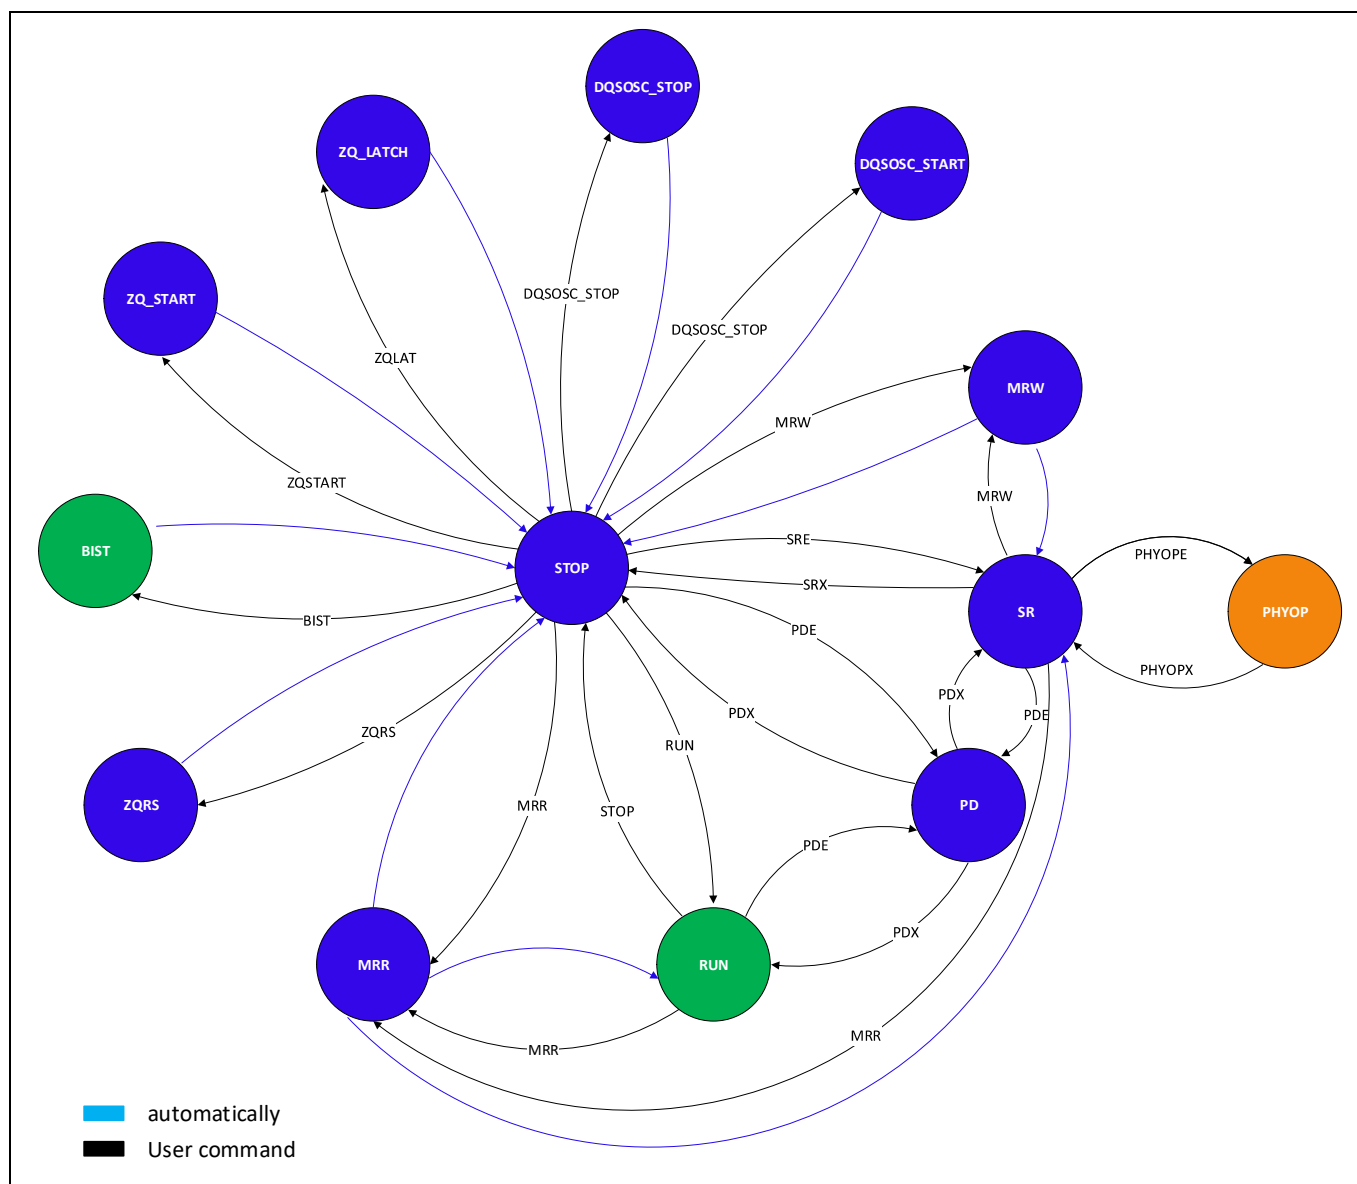 DQSOSC_STOP
ZQ_LATCH
DQSOSC_START
ZQ_START
DQSOSC_STOP
DQSOSC_STOP
ZQLAT
MRW
MRW
ZQSTART
MRW
BIST
SRE
PHYOPE
STOP
SRX
SR
PHYOP
BIST
PDE
PHYOPX
PDX
PDE
PDX
ZQRS
RUN
ZQRS
MRR
STOP
PD
PDE
PDX
MRR
RUN
MRR
MRR
automatically
User command